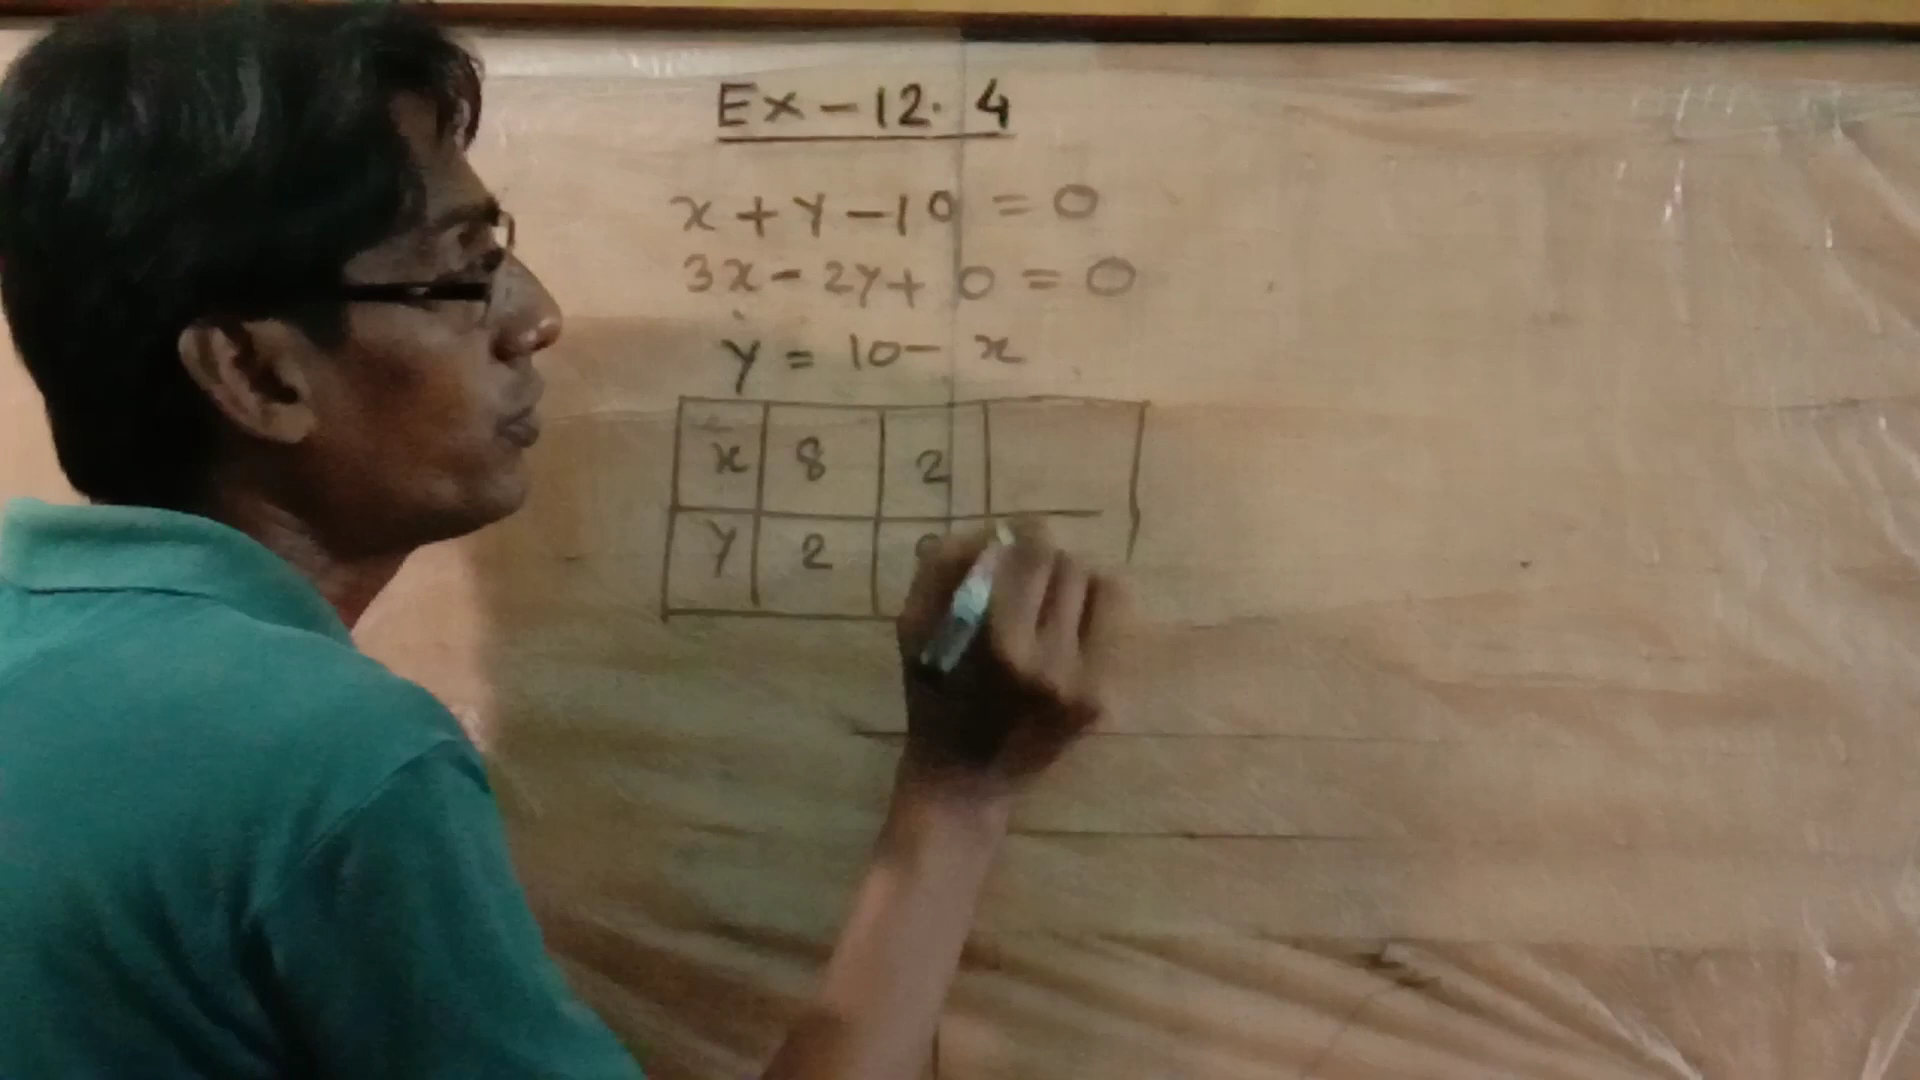 Ex - 12.4
x + y - 10 = 0
3x - 2y + 0 = 0
y = 10 - x
x 8 2
y 2